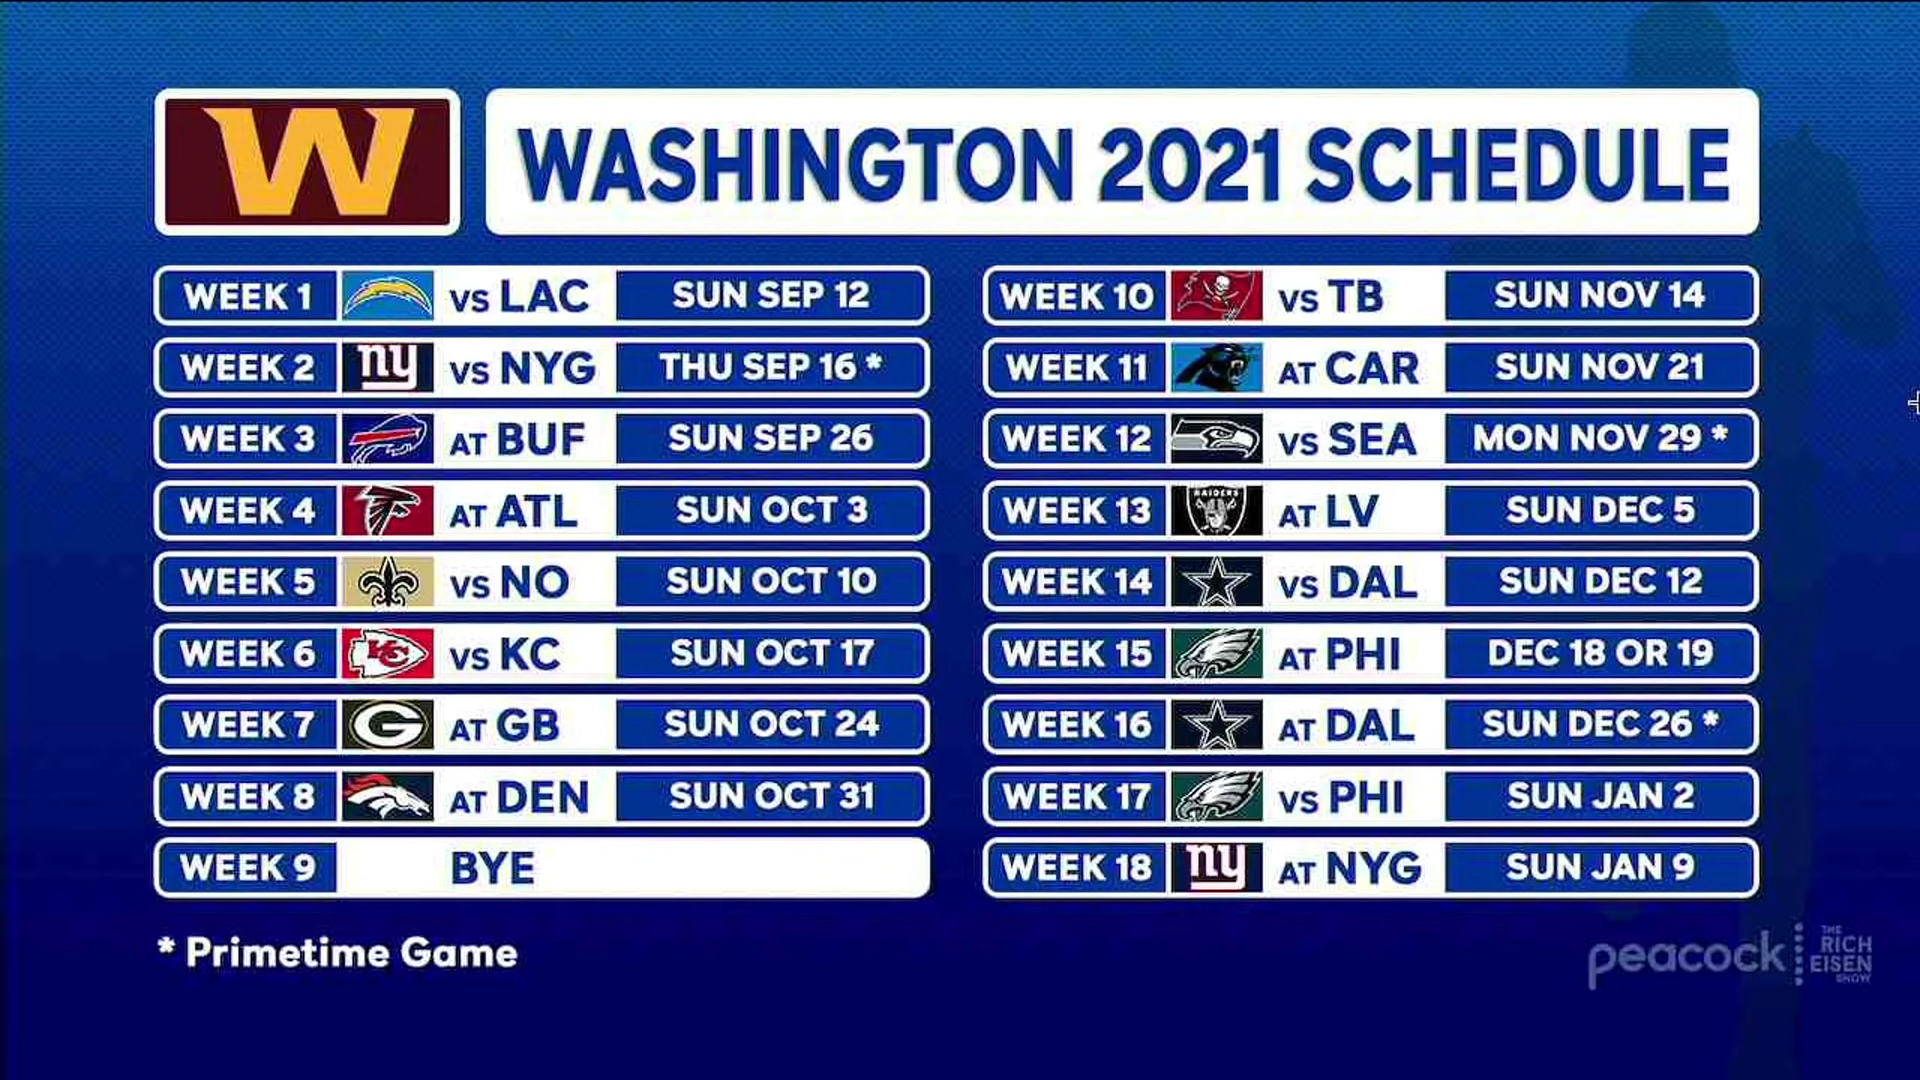 W
WASHINGTON 2021 SCHEDULE
WEEK 1 VS LAC SUN SEP 12
WEEK 2 ny VS NYG THU SEP 16 *
WEEK 3 AT BUF SUN SEP 26
WEEK 4 AT ATL SUN OCT 3
WEEK 5 VS NO SUN OCT 10
WEEK 6 KC VS KC SUN OCT 17
WEEK 7 G AT GB SUN OCT 24
WEEK 8 AT DEN SUN OCT 31
WEEK 9 BYE
WEEK 10 VS TB SUN NOV 14
WEEK 11 AT CAR SUN NOV 21
WEEK 12 VS SEA MON NOV 29 *
WEEK 13 RAIDERS AT LV SUN DEC 5
WEEK 14 VS DAL SUN DEC 12
WEEK 15 AT PHI DEC 18 OR 19
WEEK 16 AT DAL SUN DEC 26 *
WEEK 17 VS PHI SUN JAN 2
WEEK 18 ny AT NYG SUN JAN 9
* Primetime Game
peacock
THE
RICH
EISEN
SHOW